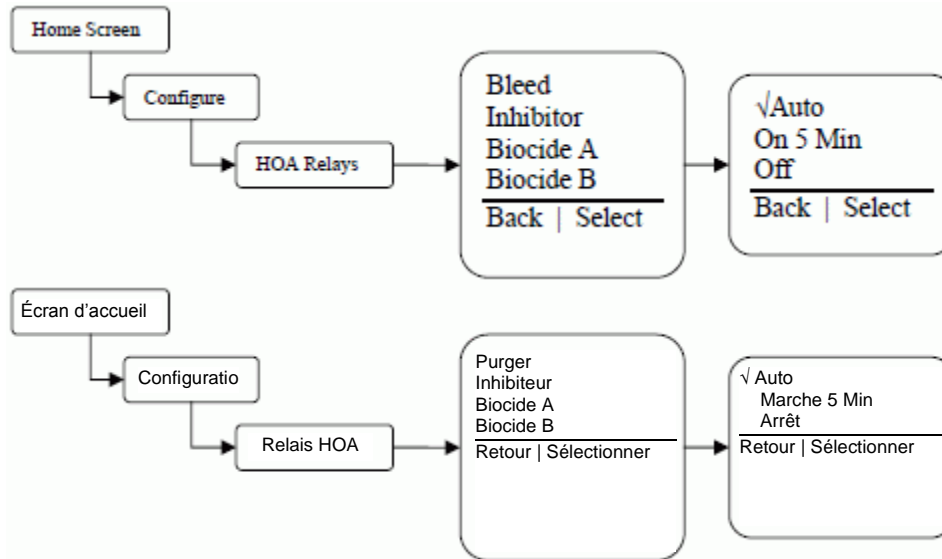 Home Screen
Configure
HOA Relays
Bleed
Inhibitor
Biocide A
Biocide B
Back | Select
√Auto
On 5 Min
Off
Back | Select
Écran d’accueil
Configuratio
Relais HOA
Purger
Inhibiteur
Biocide A
Biocide B
Retour | Sélectionner
√ Auto
Marche 5 Min
Arrêt
Retour | Sélectionner